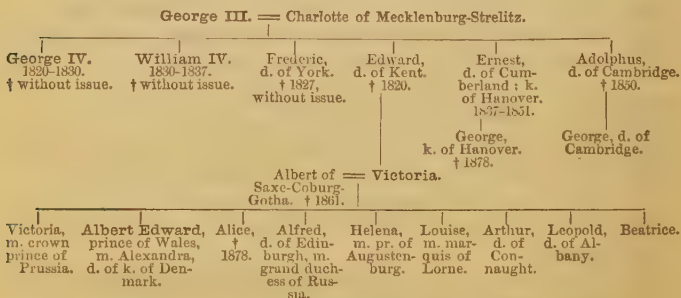 George III. = Charlotte of Mecklenburg-Strelitz.
George IV.
1820-1830.
† without issue.
William IV.
1830-1837.
† without issue.
Frederic,
d. of York.
† 1827,
without issue.
Edward,
d. of Kent.
† 1820.
Ernest,
d. of Cum-
berland: k.
of Hanover.
1837-1851.
Adolphus,
d. of Cambridge.
† 1850.
George,
k. of Hanover.
† 1878.
George, d. of
Cambridge.
Albert of = Victoria.
Saxe-Coburg-
Gotha. † 1861.
Victoria,
m. crown
prince of
Prussia.
Albert Edward,
prince of Wales,
m. Alexandra,
d. of k. of Den-
mark.
Alice,
†
1878.
Alfred,
d. of Edin-
burgh, m.
grand duch-
ess of Rus-
sia.
Helena,
m. pr. of
Augusten-
burg.
Louise,
m. mar-
quis of
Lorne.
Arthur,
d. of
Con-
naught.
Leopold,
d. of Al-
bany.
Beatrice.